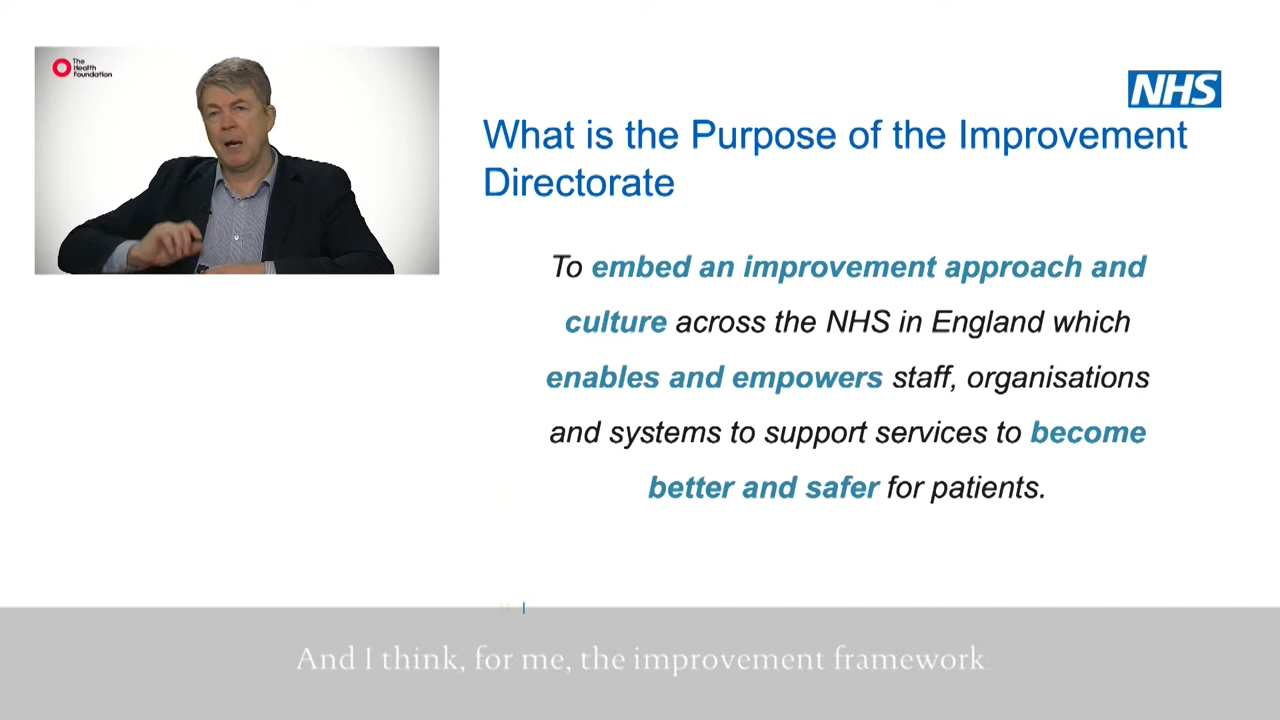 The
Health
Foundation
NHS
What is the Purpose of the Improvement
Directorate
To embed an improvement approach and
culture across the NHS in England which
enables and empowers staff, organisations
and systems to support services to become
better and safer for patients.
And I think, for me, the improvement framework